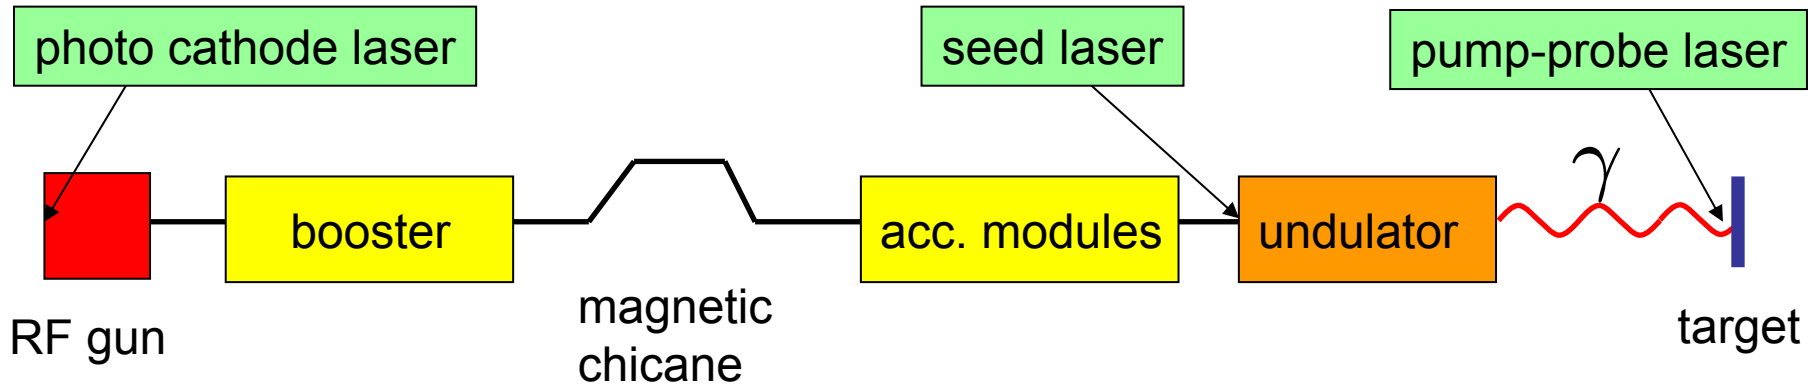 photo cathode laser
seed laser
pump-probe laser
γ
booster
acc. modules
undulator
RF gun
magnetic
chicane
target